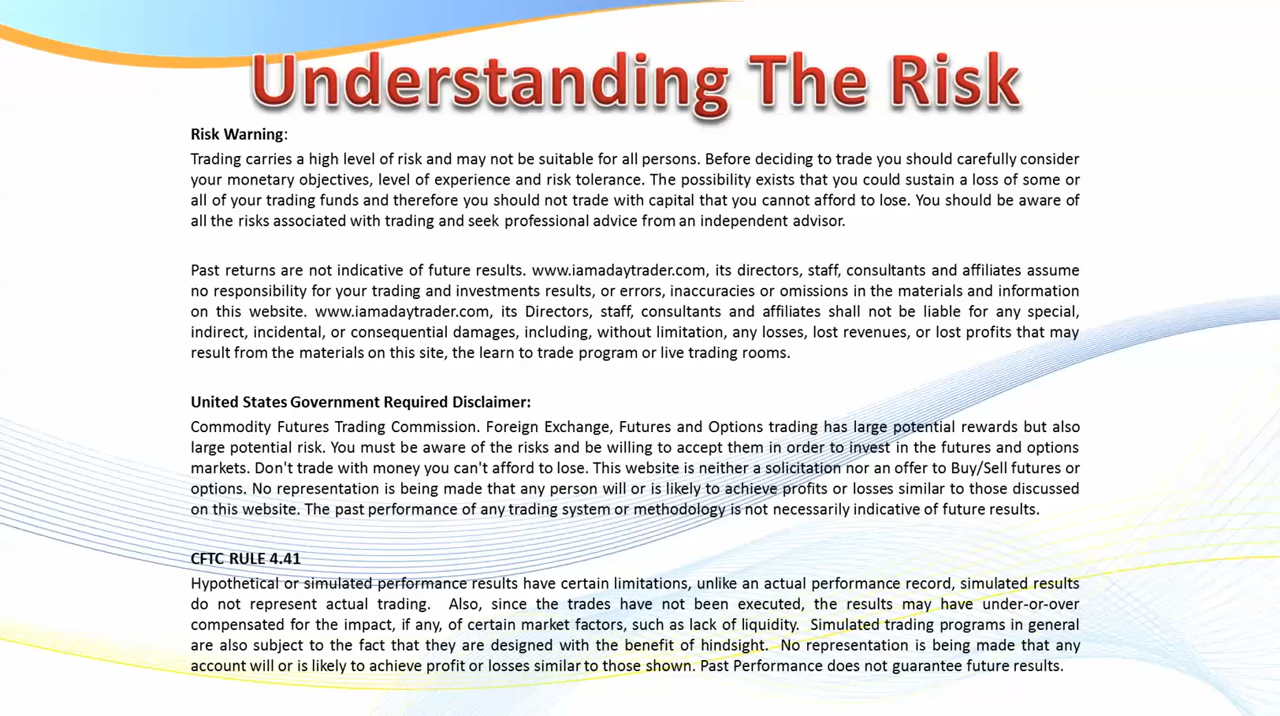 Understanding The Risk
Risk Warning:
Trading carries a high level of risk and may not be suitable for all persons. Before deciding to trade you should carefully consider
your monetary objectives, level of experience and risk tolerance. The possibility exists that you could sustain a loss of some or
all of your trading funds and therefore you should not trade with capital that you cannot afford to lose. You should be aware of
all the risks associated with trading and seek professional advice from an independent advisor.
Past returns are not indicative of future results. www.iamadaytrader.com, its directors, staff, consultants and affiliates assume
no responsibility for your trading and investments results, or errors, inaccuracies or omissions in the materials and information
on this website. www.iamadaytrader.com, its Directors, staff, consultants and affiliates shall not be liable for any special,
indirect, incidental, or consequential damages, including, without limitation, any losses, lost revenues, or lost profits that may
result from the materials on this site, the learn to trade program or live trading rooms.
United States Government Required Disclaimer:
Commodity Futures Trading Commission. Foreign Exchange, Futures and Options trading has large potential rewards but also
large potential risk. You must be aware of the risks and be willing to accept them in order to invest in the futures and options
markets. Don't trade with money you can't afford to lose. This website is neither a solicitation nor an offer to Buy/Sell futures or
options. No representation is being made that any person will or is likely to achieve profits or losses similar to those discussed
on this website. The past performance of any trading system or methodology is not necessarily indicative of future results.
CFTC RULE 4.41
Hypothetical or simulated performance results have certain limitations, unlike an actual performance record, simulated results
do not represent actual trading. Also, since the trades have not been executed, the results may have under-or-over
compensated for the impact, if any, of certain market factors, such as lack of liquidity. Simulated trading programs in general
are also subject to the fact that they are designed with the benefit of hindsight. No representation is being made that any
account will or is likely to achieve profit or losses similar to those shown. Past Performance does not guarantee future results.